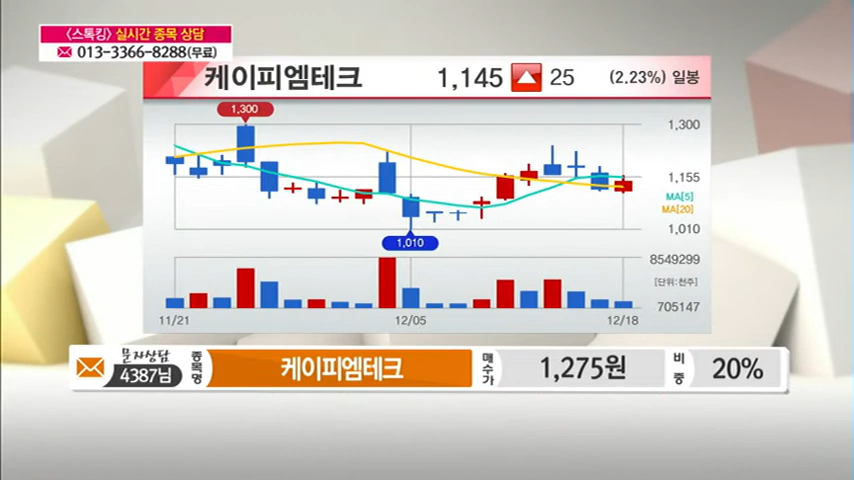 〈스톡킹〉 실시간 종목 상담
013-3366-8288(무료)
케이피엠테크 1,145 25 (2.23%) 일봉
1,300
1,300
1,155
MA[5]
MA[20]
1,010
1,010
8549299
[단위:천주]
705147
11/21 12/05 12/18
문자상담
4387님
종목명
케이피엠테크
매수가
1,275원
비중
20%